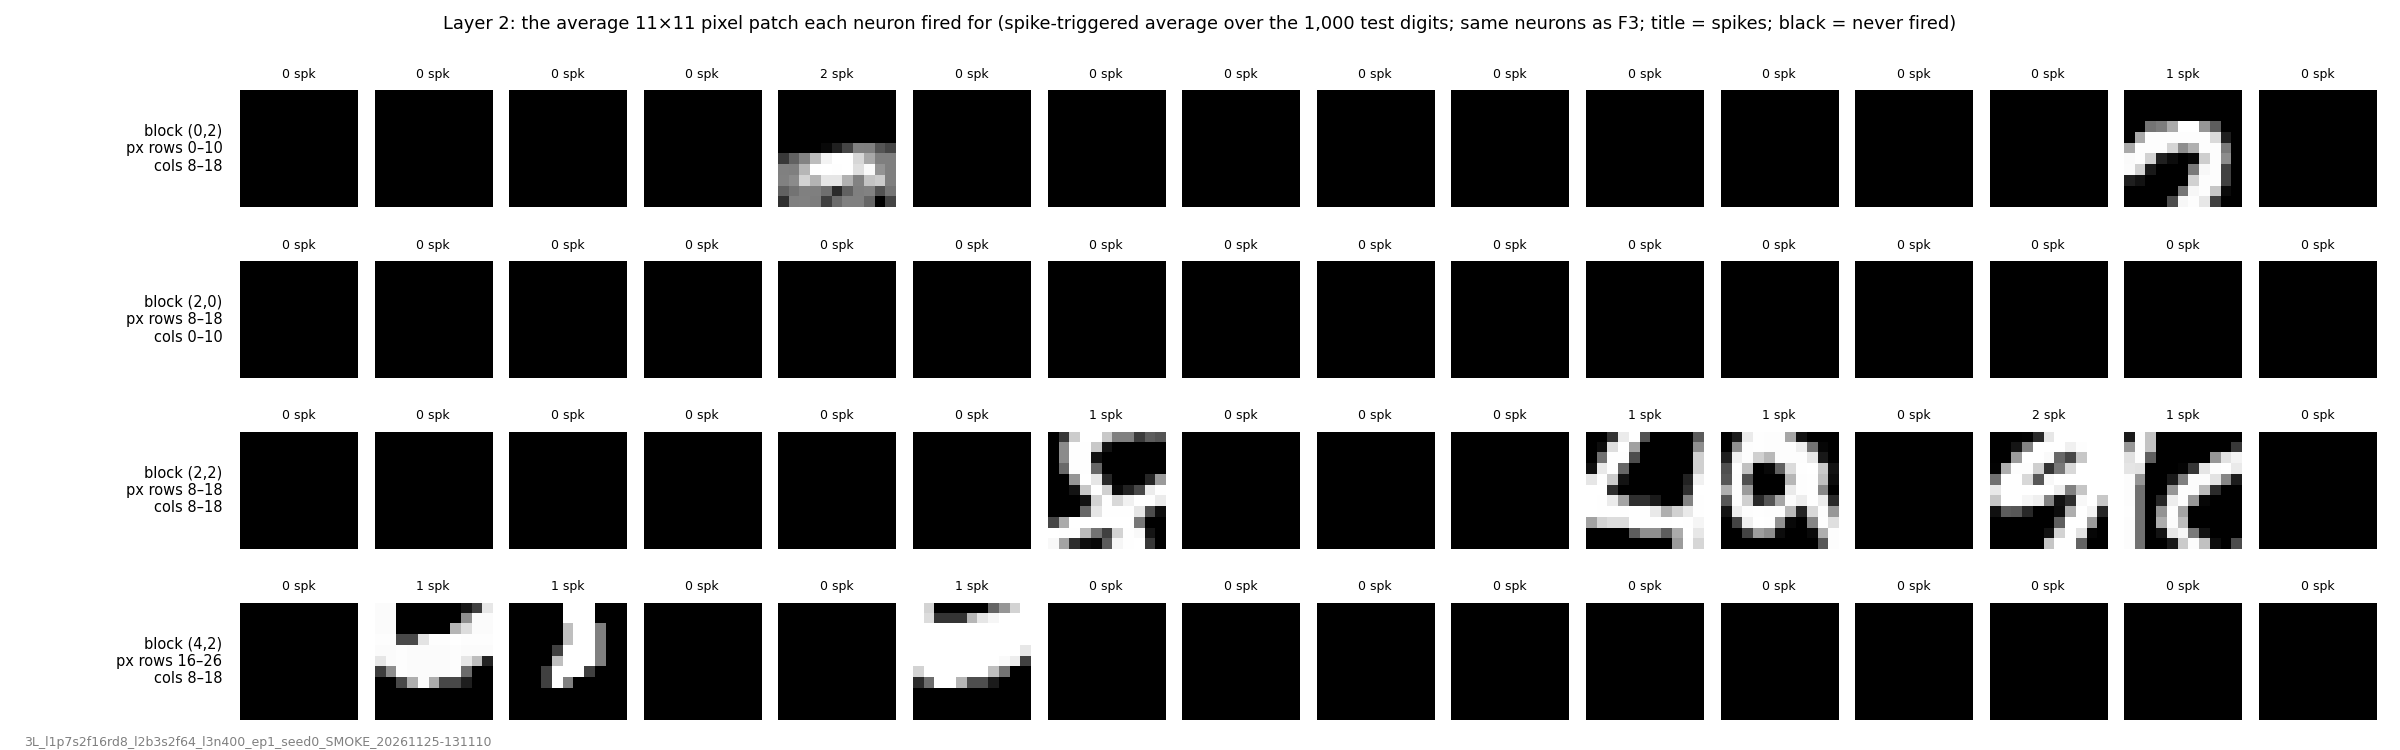 Layer 2: the average 11×11 pixel patch each neuron fired for (spike-triggered average over the 1,000 test digits; same neurons as F3; title = spikes; black = never fired)
0 spk 0 spk 0 spk 0 spk 2 spk 0 spk 0 spk 0 spk 0 spk 0 spk 0 spk 0 spk 0 spk 0 spk 1 spk 0 spk
block (0,2)
px rows 0–10
cols 8–18
0 spk 0 spk 0 spk 0 spk 0 spk 0 spk 0 spk 0 spk 0 spk 0 spk 0 spk 0 spk 0 spk 0 spk 0 spk 0 spk
block (2,0)
px rows 8–18
cols 0–10
0 spk 0 spk 0 spk 0 spk 0 spk 0 spk 1 spk 0 spk 0 spk 0 spk 1 spk 1 spk 0 spk 2 spk 1 spk 0 spk
block (2,2)
px rows 8–18
cols 8–18
0 spk 1 spk 1 spk 0 spk 0 spk 1 spk 0 spk 0 spk 0 spk 0 spk 0 spk 0 spk 0 spk 0 spk 0 spk 0 spk
block (4,2)
px rows 16–26
cols 8–18
3L_l1p7s2f16rd8_l2b3s2f64_l3n400_ep1_seed0_SMOKE_20261125-131110